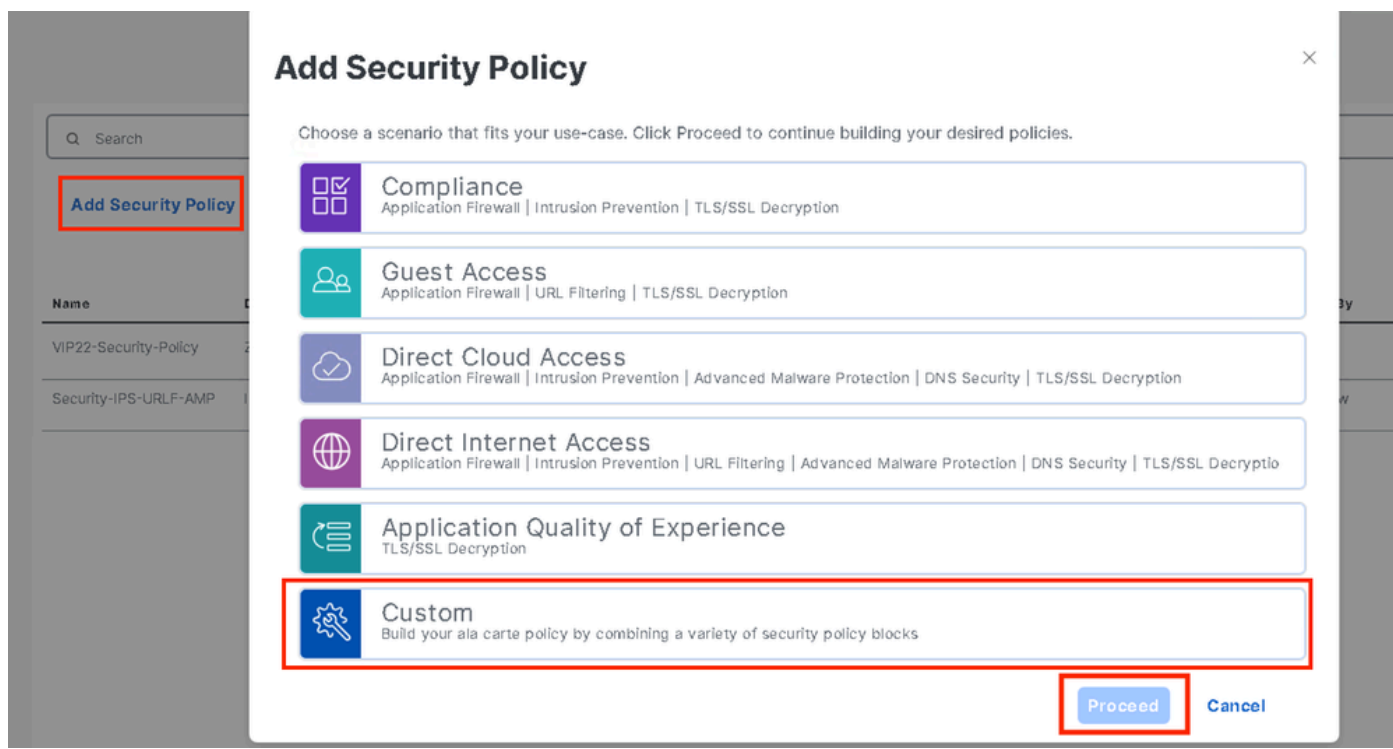 Add Security Policy
Choose a scenario that fits your use-case. Click Proceed to continue building your desired policies.
Search
Add Security Policy
Compliance
Application Firewall | Intrusion Prevention | TLS/SSL Decryption
Guest Access
Application Firewall | URL Filtering | TLS/SSL Decryption
Name
By
VIP22-Security-Policy
Direct Cloud Access
Application Firewall | Intrusion Prevention | Advanced Malware Protection | DNS Security | TLS/SSL Decryption
Security-IPS-URLF-AMP
Direct Internet Access
Application Firewall | Intrusion Prevention | URL Filtering | Advanced Malware Protection | DNS Security | TLS/SSL Decryptio
Application Quality of Experience
TLS/SSL Decryption
Custom
Build your ala carte policy by combining a variety of security policy blocks
Proceed Cancel